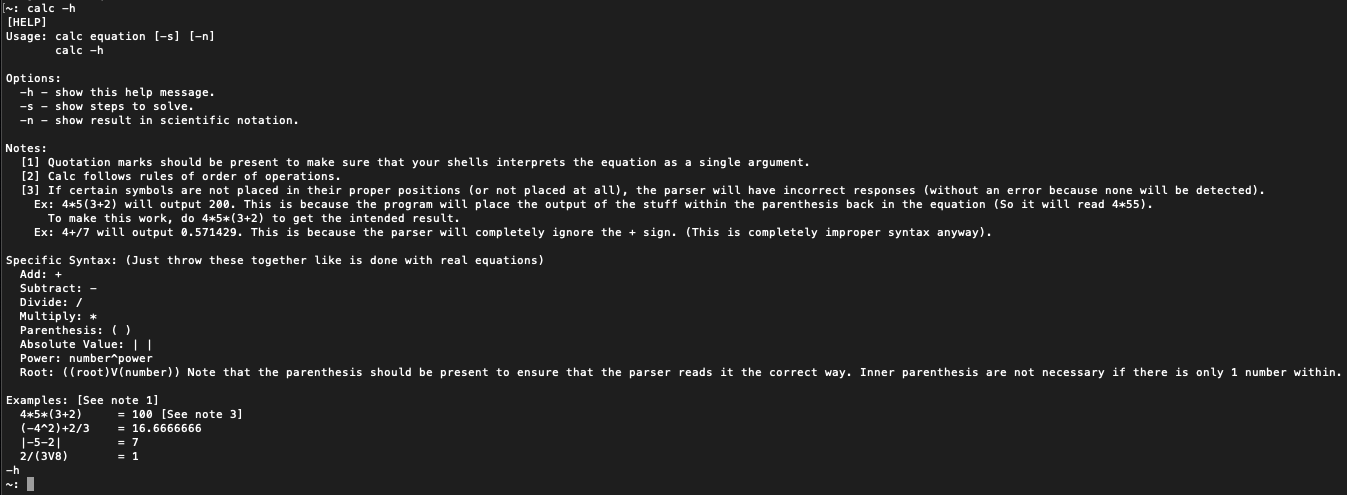 [~: calc -h
[HELP]
Usage: calc equation [-s] [-n]
       calc -h

Options:
  -h - show this help message.
  -s - show steps to solve.
  -n - show result in scientific notation.

Notes:
  [1] Quotation marks should be present to make sure that your shells interprets the equation as a single argument.
  [2] Calc follows rules of order of operations.
  [3] If certain symbols are not placed in their proper positions (or not placed at all), the parser will have incorrect responses (without an error because none will be detected).
    Ex: 4*5(3+2) will output 200. This is because the program will place the output of the stuff within the parenthesis back in the equation (So it will read 4*55).
      To make this work, do 4*5*(3+2) to get the intended result.
    Ex: 4+/7 will output 0.571429. This is because the parser will completely ignore the + sign. (This is completely improper syntax anyway).

Specific Syntax: (Just throw these together like is done with real equations)
  Add: +
  Subtract: -
  Divide: /
  Multiply: *
  Parenthesis: ( )
  Absolute Value: | |
  Power: number^power
  Root: ((root)V(number)) Note that the parenthesis should be present to ensure that the parser reads it the correct way. Inner parenthesis are not necessary if there is only 1 number within.

Examples: [See note 1]
  4*5*(3+2)     = 100 [See note 3]
  (-4^2)+2/3    = 16.6666666
  |-5-2|        = 7
  2/(3V8)       = 1
-h
~: